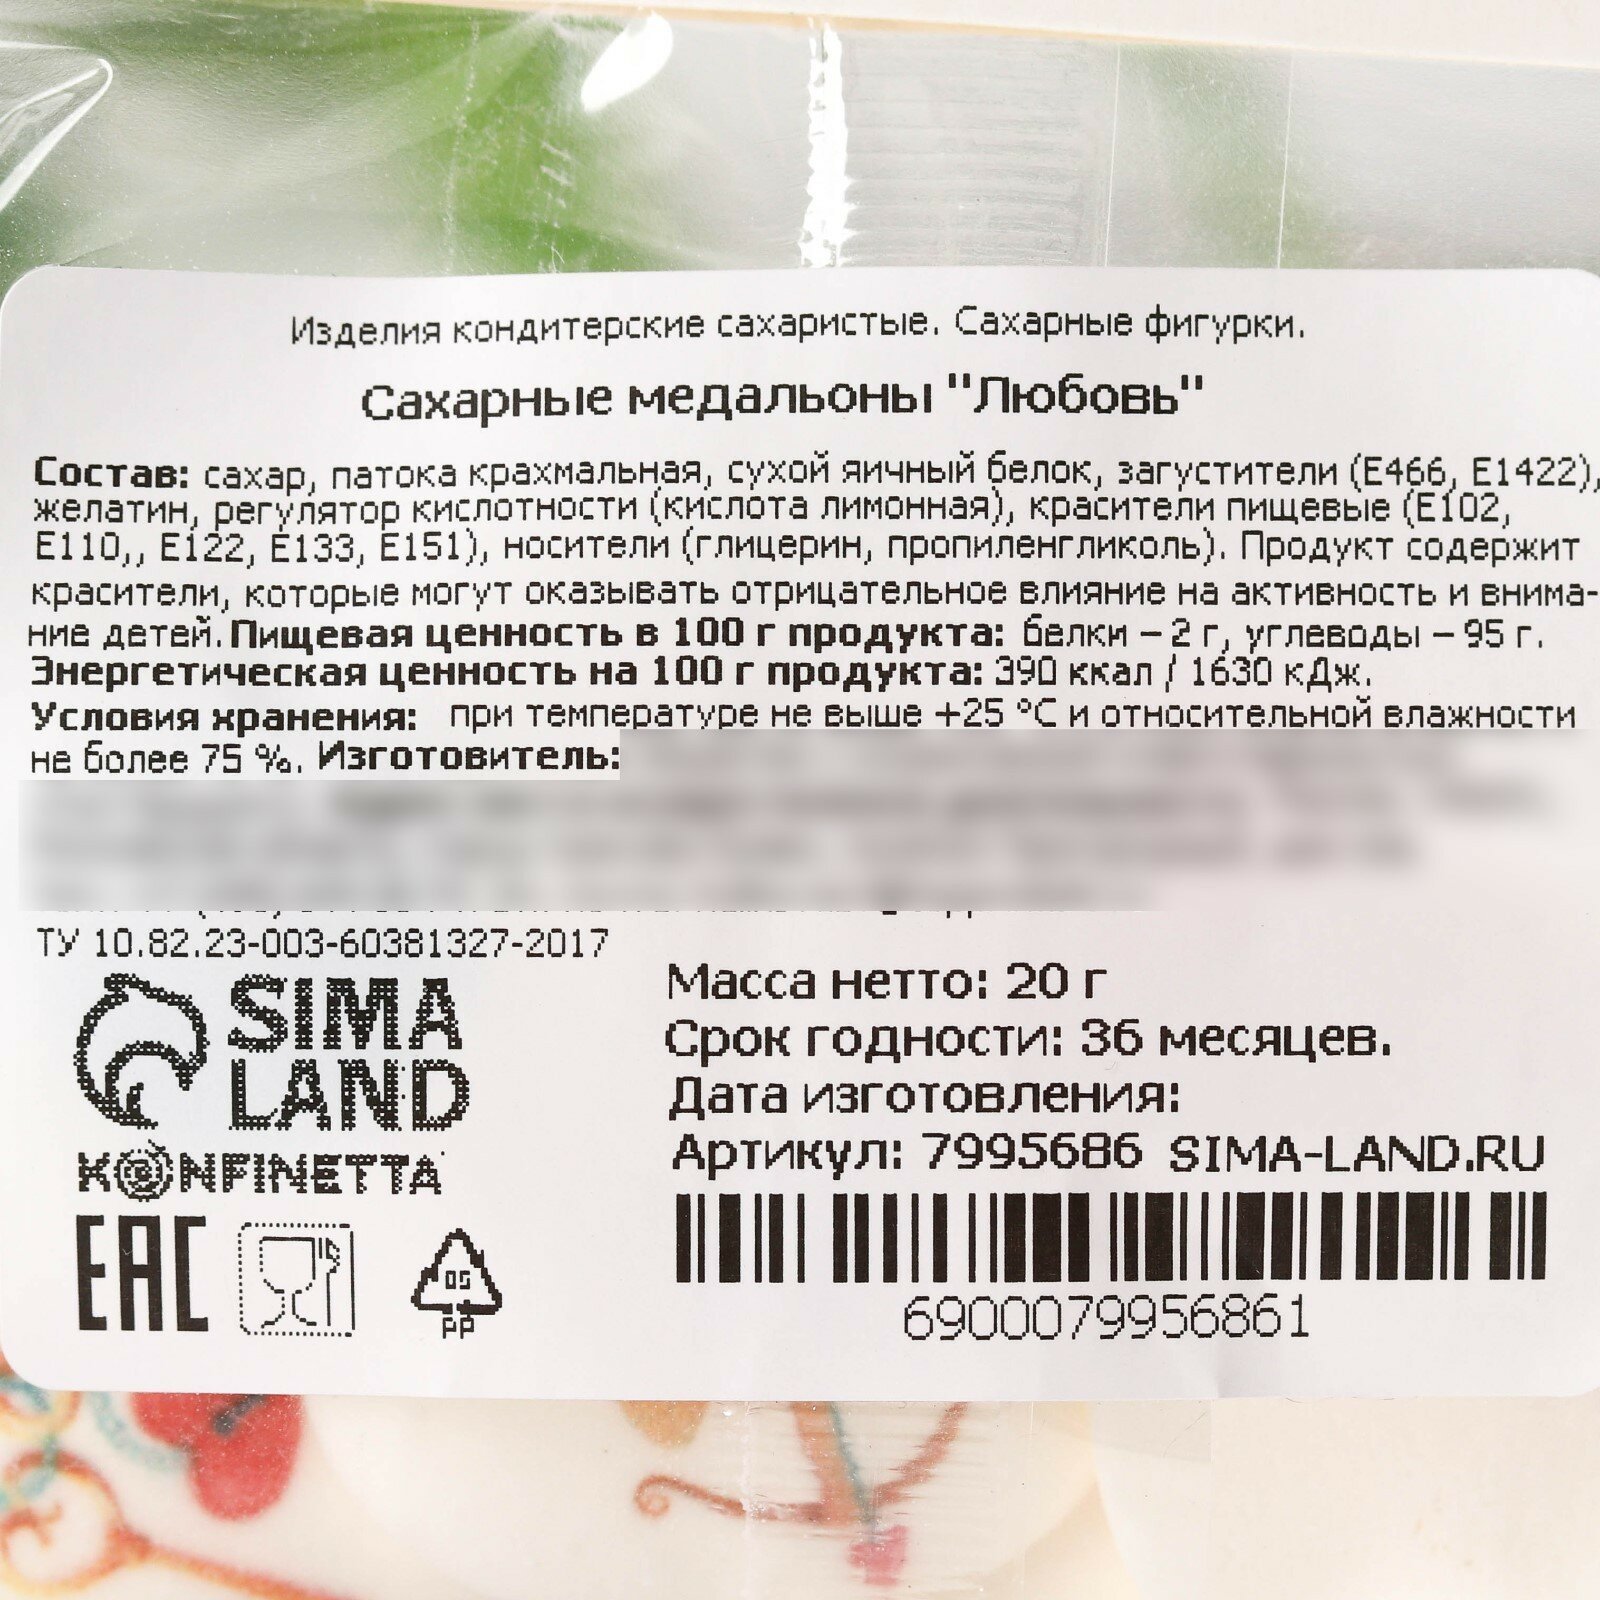 Изделия кондитерские сахаристые. Сахарные фигурки.
Сахарные медальоны "Любовь"
Состав: сахар, патока крахмальная, сухой яичный белок, загустители (Е466, Е1422),
желатин, регулятор кислотности (кислота лимонная), красители пищевые (Е102,
Е110,, Е122, Е133, Е151), носители (глицерин, пропиленгликоль). Продукт содержит
красители, которые могут оказывать отрицательное влияние на активность и внима-
ние детей. Пищевая ценность в 100 г продукта: белки – 2 г, углеводы – 95 г.
Энергетическая ценность на 100 г продукта: 390 ккал / 1630 кДж.
Условия хранения: при температуре не выше +25 °С и относительной влажности
не более 75 %. Изготовитель:
ТУ 10.82.23-003-60381327-2017
SIMA
LAND
KONFINETTA
EAC
05
PP
Масса нетто: 20 г
Срок годности: 36 месяцев.
Дата изготовления:
Артикул: 7995686 SIMA-LAND.RU
6900079956861